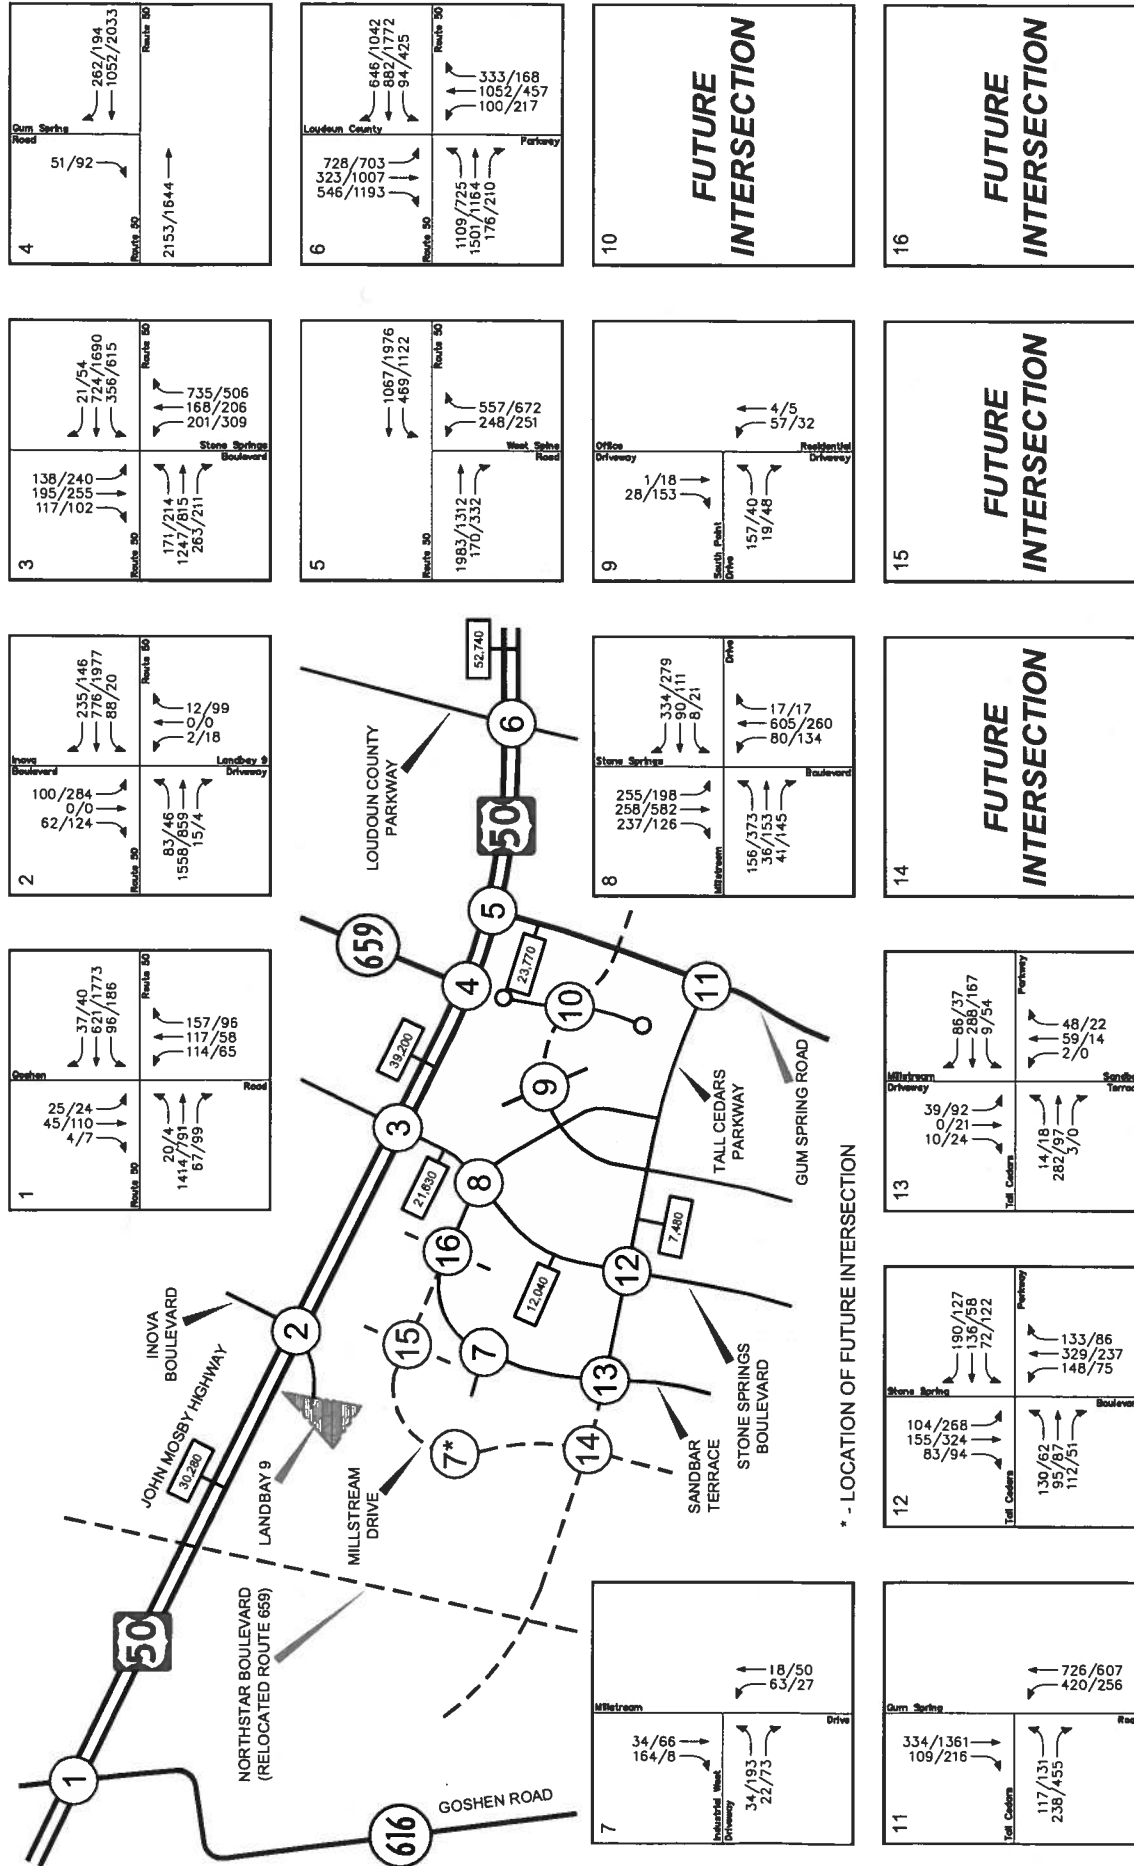 1
Goshen
Road
Route 50
Route 50
25/24
45/110
4/7
37/40
621/1773
96/186
20/4
1414/791
67/99
157/96
117/58
114/65
2
Inova
Boulevard
Landbay 9
Driveway
Route 50
Route 50
100/284
0/0
62/124
235/146
776/1977
88/20
83/46
1558/859
15/4
12/99
0/0
2/18
3
Stone Springs
Boulevard
Route 50
Route 50
138/240
195/255
117/102
21/54
724/1690
356/615
171/214
1247/815
263/211
735/506
168/206
201/309
4
Gum Spring
Road
Route 50
Route 50
51/92
262/194
1052/2033
2153/1644
5
Route 50
Route 50
West Spine
Road
1067/1976
469/1122
1983/1312
170/332
557/672
248/251
6
Loudoun County
Parkway
Route 50
Route 50
728/703
323/1007
546/1193
646/1042
882/1772
94/425
1109/725
1501/1164
176/210
333/168
1052/457
100/217
JOHN MOSBY HIGHWAY
INOVA
BOULEVARD
LANDBAY 9
MILLSTREAM
DRIVE
NORTHSTAR BOULEVARD
(RELOCATED ROUTE 659)
GOSHEN ROAD
LOUDOUN COUNTY
PARKWAY
TALL CEDARS
PARKWAY
GUM SPRING ROAD
STONE SPRINGS
BOULEVARD
SANDBAR
TERRACE
50
50
616
659
30,280
39,200
52,740
21,630
23,770
12,040
7,480
1
2
3
4
5
6
7
7*
8
9
10
11
12
13
14
15
16
* - LOCATION OF FUTURE INTERSECTION
7
Millstream
Drive
Industrial West
Driveway
34/66
164/8
34/193
22/73
18/50
63/27
8
Stone Springs
Boulevard
Millstream
Drive
255/198
258/582
237/126
334/279
90/111
8/21
156/373
36/153
41/145
17/17
605/260
80/134
9
Office
Driveway
Residential
Driveway
South Point
Drive
1/18
28/153
157/40
19/48
4/5
57/32
10
FUTURE
INTERSECTION
11
Gum Spring
Tall Cedars
334/1361
109/216
117/131
238/455
726/607
420/256
12
Stone Spring
Tall Cedars
Parkway
104/268
155/324
83/94
190/127
136/58
72/122
130/62
95/87
112/51
133/86
329/237
148/75
13
Millstream
Driveway
Tall Cedars
Parkway
39/92
0/21
10/24
86/37
288/167
9/54
14/18
282/97
3/0
48/22
59/14
2/0
14
FUTURE
INTERSECTION
15
FUTURE
INTERSECTION
16
FUTURE
INTERSECTION